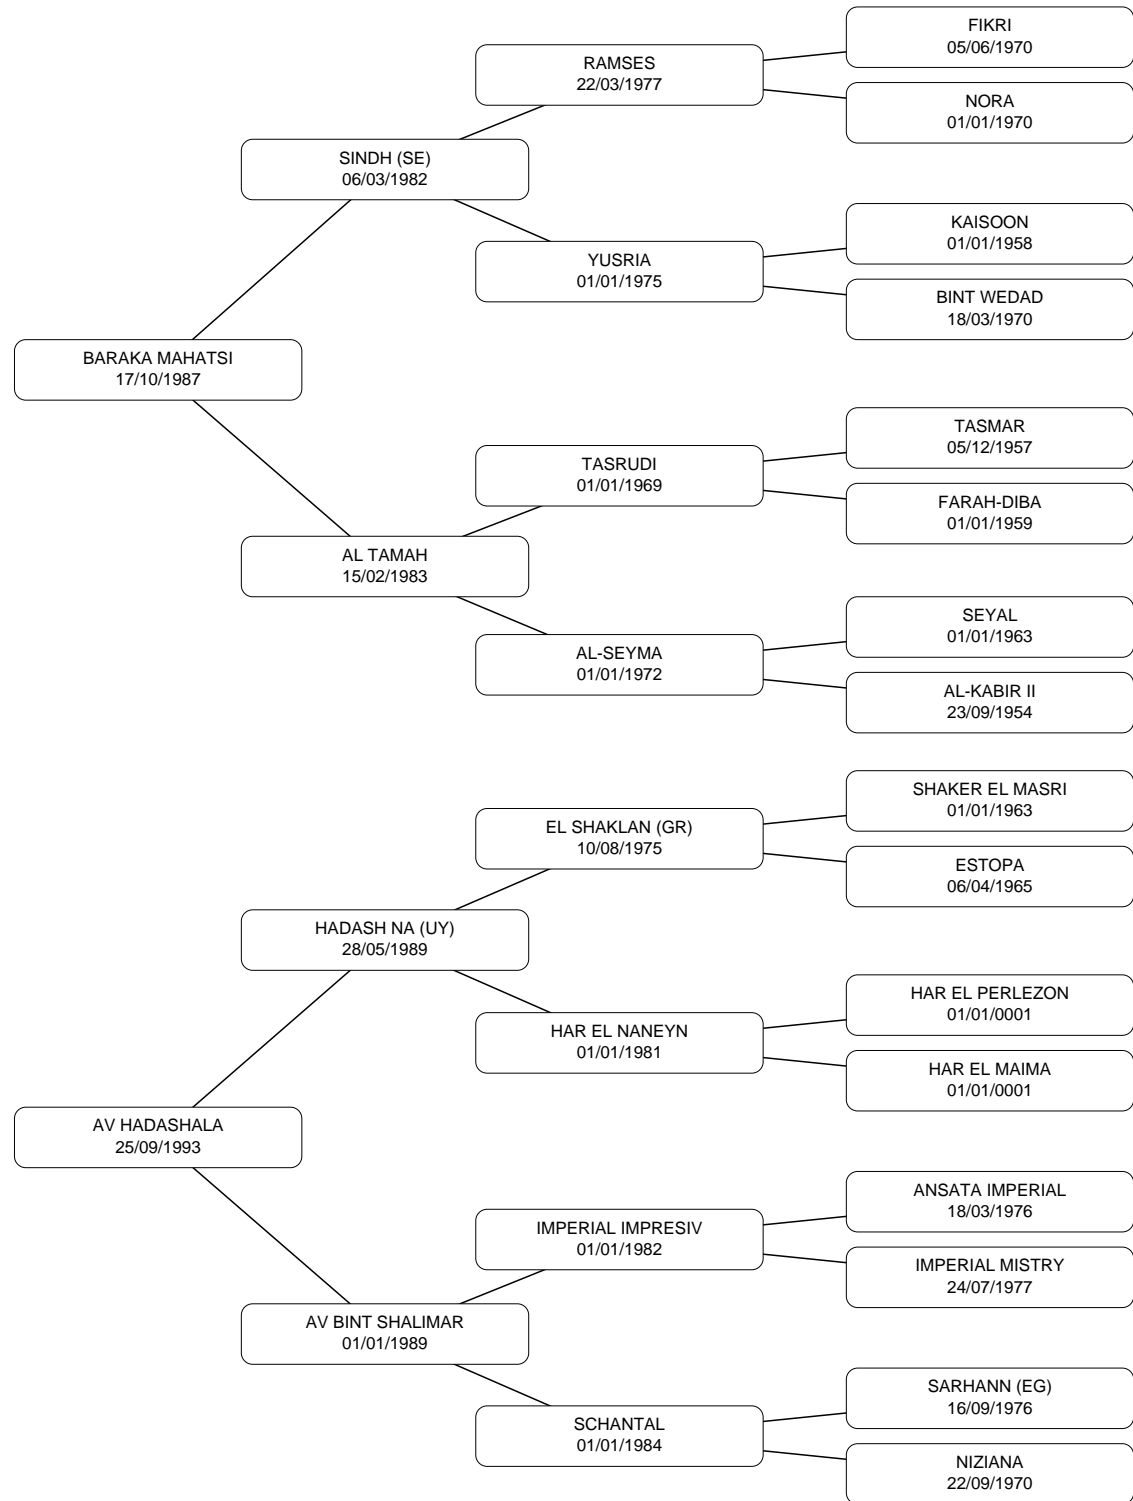 FIKRI
05/06/1970
RAMSES
22/03/1977
NORA
01/01/1970
SINDH (SE)
06/03/1982
KAISOON
01/01/1958
YUSRIA
01/01/1975
BINT WEDAD
18/03/1970
BARAKA MAHATSI
17/10/1987
TASMAR
05/12/1957
TASRUDI
01/01/1969
FARAH-DIBA
01/01/1959
AL TAMAH
15/02/1983
SEYAL
01/01/1963
AL-SEYMA
01/01/1972
AL-KABIR II
23/09/1954
SHAKER EL MASRI
01/01/1963
EL SHAKLAN (GR)
10/08/1975
ESTOPA
06/04/1965
HADASH NA (UY)
28/05/1989
HAR EL PERLEZON
01/01/0001
HAR EL NANEYN
01/01/1981
HAR EL MAIMA
01/01/0001
AV HADASHALA
25/09/1993
ANSATA IMPERIAL
18/03/1976
IMPERIAL IMPRESIV
01/01/1982
IMPERIAL MISTRY
24/07/1977
AV BINT SHALIMAR
01/01/1989
SARHANN (EG)
16/09/1976
SCHANTAL
01/01/1984
NIZIANA
22/09/1970